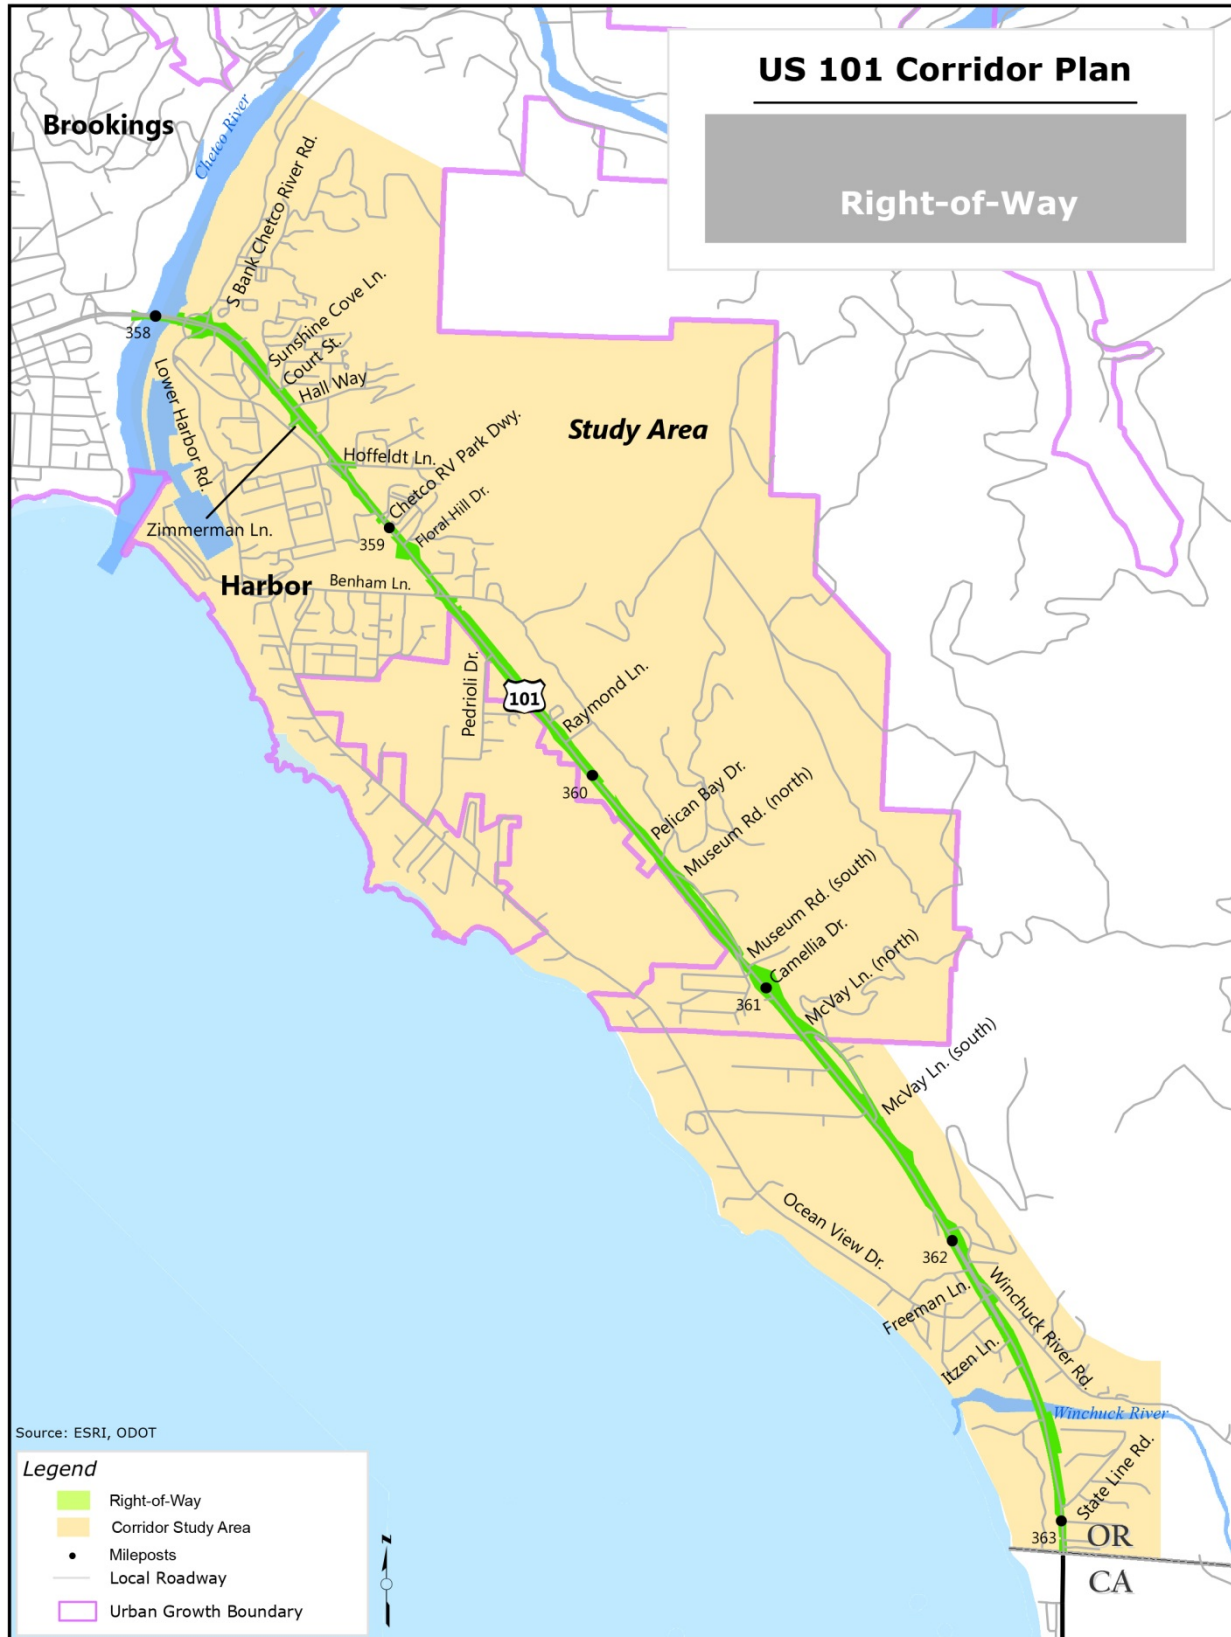 US 101 Corridor Plan
Right-of-Way
Brookings
Chetco River
S Bank Chetco River Rd.
358
Sunshine Cove Ln.
Court St.
Hall Way
Lower Harbor Rd.
Study Area
Hoffeldt Ln.
Chetco RV Park Dwy.
Zimmerman Ln.
359
Floral Hill Dr.
Harbor
Benham Ln.
Pedrioli Dr.
101
Raymond Ln.
360
Pelican Bay Dr.
Museum Rd. (north)
Museum Rd. (south)
Camellia Dr.
361
McVay Ln. (north)
McVay Ln. (south)
Ocean View Dr.
362
Freeman Ln.
Winchuck River Rd.
Itzen Ln.
Winchuck River
State Line Rd.
363
OR
CA
Source: ESRI, ODOT
Legend
Right-of-Way
Corridor Study Area
Mileposts
Local Roadway
Urban Growth Boundary
z